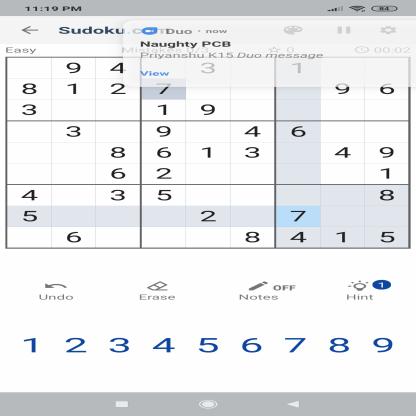 11:19 PM 84
Sudoku.com Duo · now
Naughty PCB
Easy Mistakes 0 00:02
Priyanshu K15 Duo message
View
9 4 3 1
8 1 2 7 9 6
3 1 9
3 9 4 6
8 6 1 3 4 9
6 2 1
4 3 5 8
5 2 7
6 8 4 1 5
OFF 1
Undo Erase Notes Hint
1 2 3 4 5 6 7 8 9